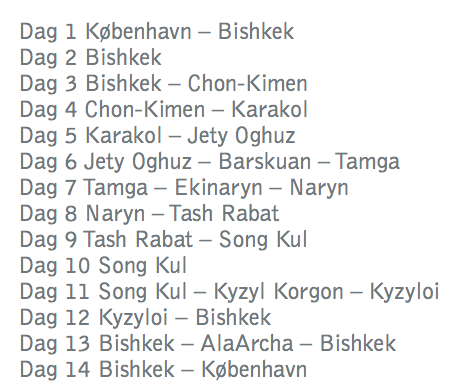 Dag 1 København – Bishkek
Dag 2 Bishkek
Dag 3 Bishkek – Chon-Kimen
Dag 4 Chon-Kimen – Karakol
Dag 5 Karakol – Jety Oghuz
Dag 6 Jety Oghuz – Barskuan – Tamga
Dag 7 Tamga – Ekinaryn – Naryn
Dag 8 Naryn – Tash Rabat
Dag 9 Tash Rabat – Song Kul
Dag 10 Song Kul
Dag 11 Song Kul – Kyzyl Korgon – Kyzyloi
Dag 12 Kyzyloi – Bishkek
Dag 13 Bishkek – AlaArcha – Bishkek
Dag 14 Bishkek – København